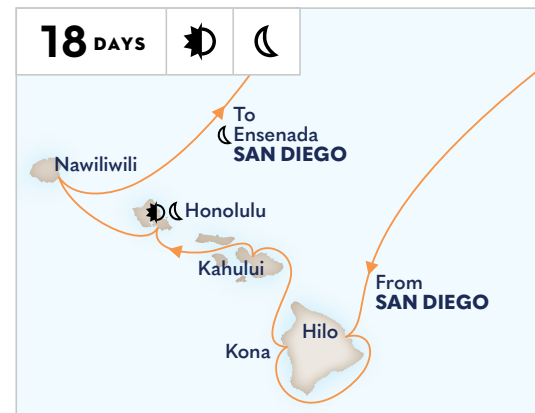 18 DAYS
To
Ensenada
SAN DIEGO
Nawiliwili
Honolulu
Kahului
From
SAN DIEGO
Hilo
Kona